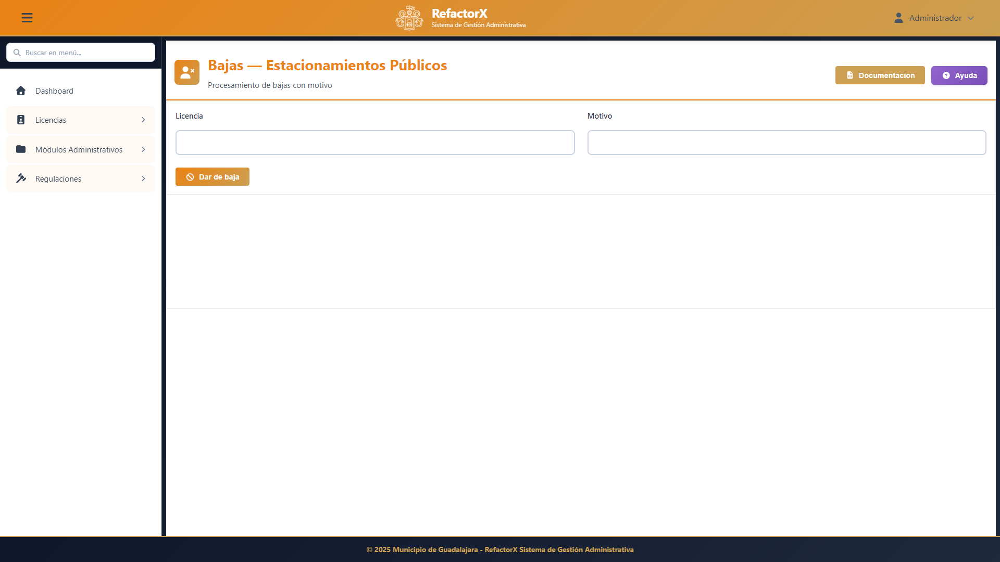 RefactorX
Sistema de Gestión Administrativa
Administrador
Buscar en menú...
Dashboard
Licencias
Módulos Administrativos
Regulaciones
Bajas — Estacionamientos Públicos
Procesamiento de bajas con motivo
Documentacion
Ayuda
Licencia
Motivo
Dar de baja
© 2025 Municipio de Guadalajara - RefactorX Sistema de Gestión Administrativa